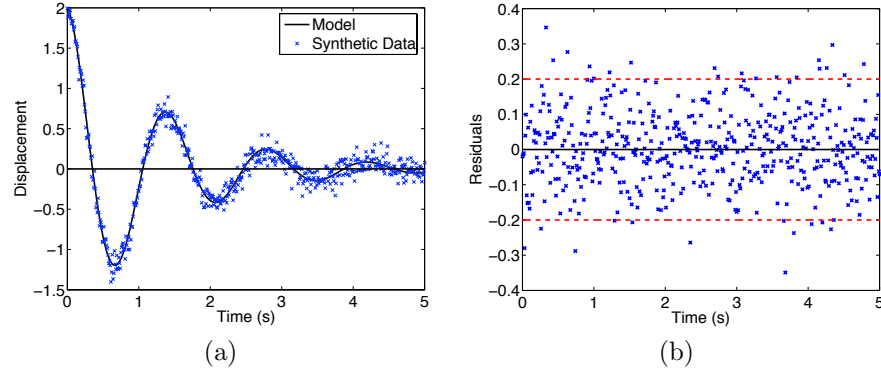 2
1.5
1
0.5
0
−0.5
−1
−1.5
Displacement
Model
Synthetic Data
0 1 2 3 4 5
Time (s)
(a)
0.4
0.3
0.2
0.1
0
−0.1
−0.2
−0.3
−0.4
Residuals
0 1 2 3 4 5
Time (s)
(b)